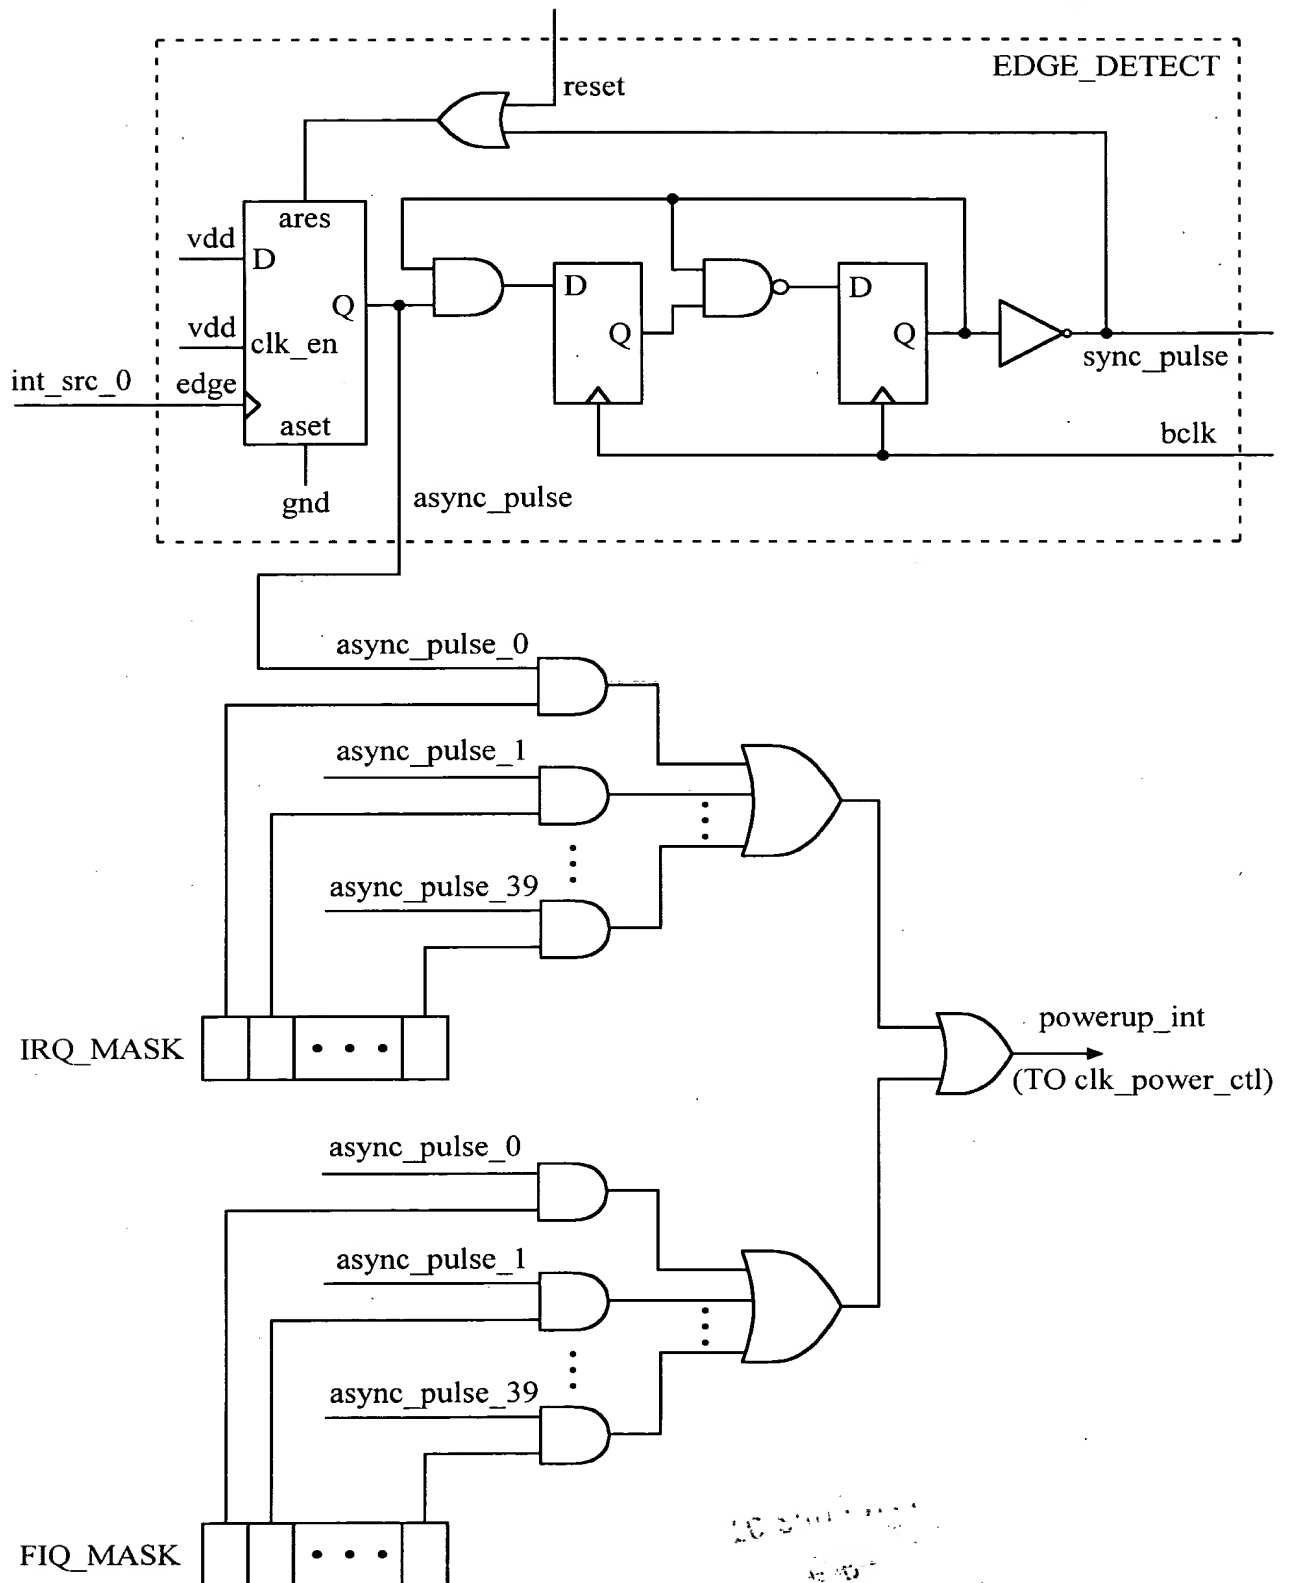 EDGE_DETECT
reset
ares
vdd
D
Q
vdd
clk_en
int_src_0
edge
aset
gnd
D
Q
D
Q
sync_pulse
bclk
async_pulse
async_pulse_0
async_pulse_1
async_pulse_39
IRQ_MASK
powerup_int
(TO clk_power_ctl)
async_pulse_0
async_pulse_1
async_pulse_39
FIQ_MASK